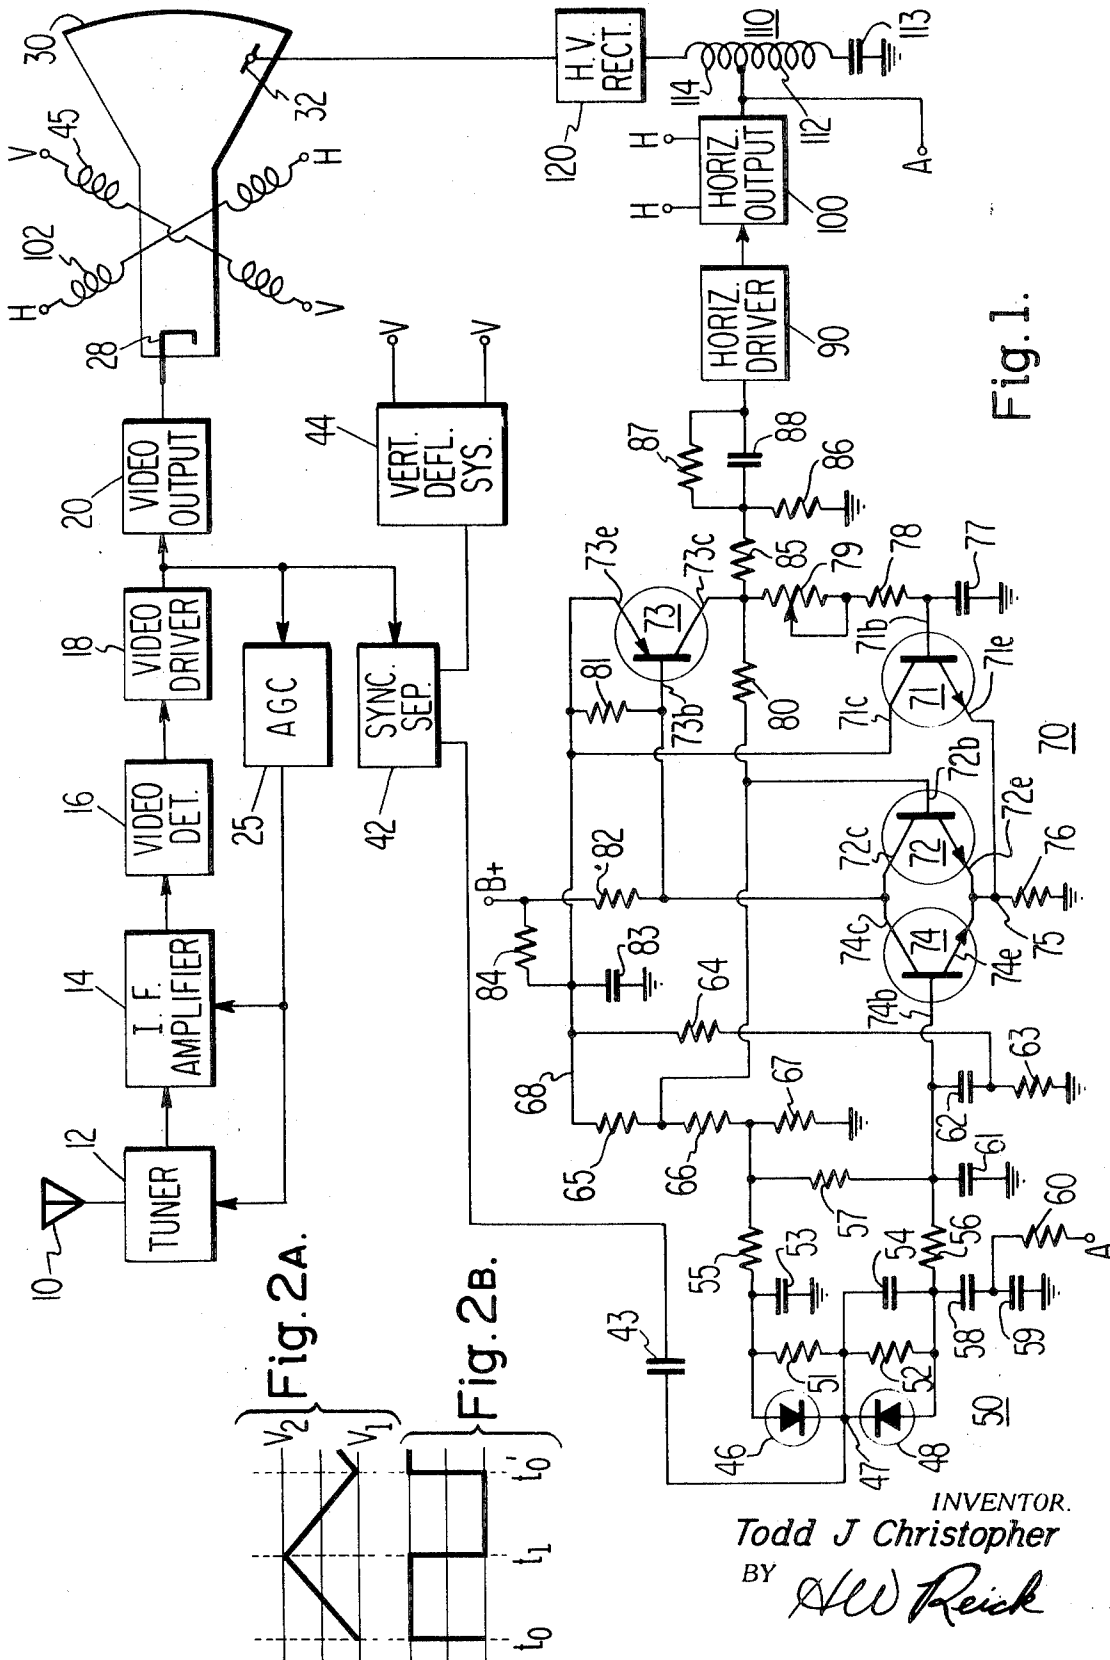 10
12
TUNER
14
I. F.
AMPLIFIER
16
VIDEO
DET.
18
VIDEO
DRIVER
20
VIDEO
OUTPUT
28
30
32
H
102
V
45
V
H
25
AGC
42
SYNC.
SEP.
44
VERT.
DEFL.
SYS.
V
V
120
H.V.
RECT.
114
110
112
113
H
H
HORIZ.
OUTPUT
100
A
HORIZ.
DRIVER
90
87
88
86
85
73e
73c
73
73b
81
79
78
77
80
71b
71c
71
71e
70
B+
82
84
83
72b
72c
72
72e
74c
74
74e
74b
75
76
68
64
65
66
67
63
62
61
57
55
53
54
56
60
A
43
51
52
58
59
46
47
48
50
Fig. 1.
Fig. 2A.
V2
V1
Fig. 2B.
t0
t1
t0'
INVENTOR.
Todd J Christopher
BY
HW Reick